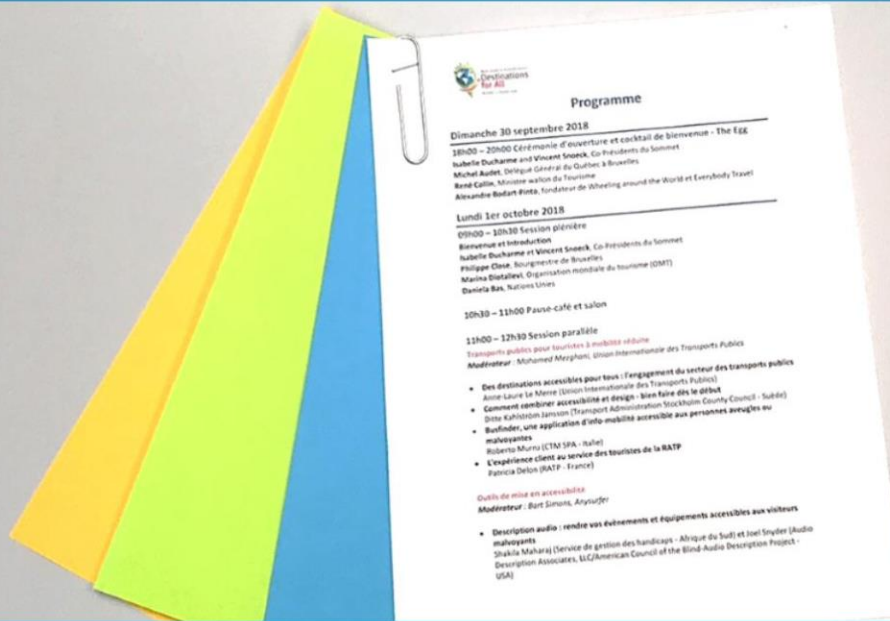 Destinations
for All
Programme
Dimanche 30 septembre 2018
18h00 – 20h00 Cérémonie d'ouverture et cocktail de bienvenue - The Egg
Isabelle Ducharme and Vincent Snoeck, Co-Présidents du Sommet
Michel Audet, Délégué Général du Québec à Bruxelles
René Collin, Ministre wallon du Tourisme
Alexandre Bodart Pinto, fondateur de Wheeling around the World et Everybody Travel
Lundi 1er octobre 2018
09h00 – 10h30 Session plénière
Bienvenue et Introduction
Isabelle Ducharme et Vincent Snoeck, Co-Présidents du Sommet
Philippe Close, Bourgmestre de Bruxelles
Marina Diotallevi, Organisation mondiale du tourisme (OMT)
Daniela Bas, Nations Unies
10h30 – 11h00 Pause-café et salon
11h00 – 12h30 Session parallèle
Transports publics pour touristes à mobilité réduite
Modérateur : Mohamed Mezghani, Union Internationale des Transports Publics
• Des destinations accessibles pour tous : l'engagement du secteur des transports publics
Anne-Laure Le Merre (Union Internationale des Transports Publics)
• Comment combiner accessibilité et design - bien faire dès le début
Ditte Kahlström Jansson (Transport Administration Stockholm County Council - Suède)
• Busfinder, une application d'info-mobilité accessible aux personnes aveugles ou
malvoyantes
Roberto Murru (CTM SPA - Italie)
• L'expérience client au service des touristes de la RATP
Patricia Delon (RATP - France)
Outils de mise en accessibilité
Modérateur : Bart Simons, Anysurfer
• Description audio : rendre vos évènements et équipements accessibles aux visiteurs
malvoyants
Shakila Maharaj (Service de gestion des handicaps - Afrique du Sud) et Joel Snyder (Audio
Description Associates, LLC/American Council of the Blind-Audio Description Project -
USA)